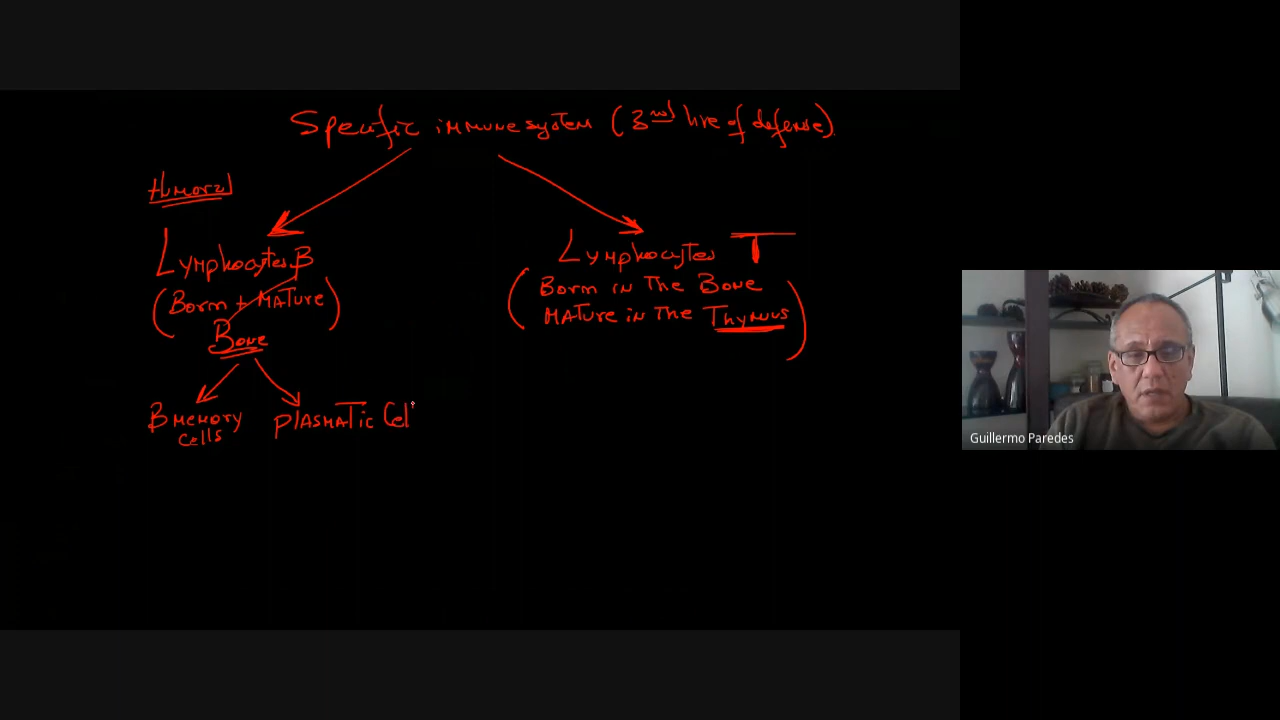 Specific immune system (3rd line of defense)
Humoral
Lymphocytes B
(Born + Mature)
Bone
B memory cells
plasmatic Cel
Lymphocytes T
(Born in the Bone
Mature in the Thymus)
Guillermo Paredes